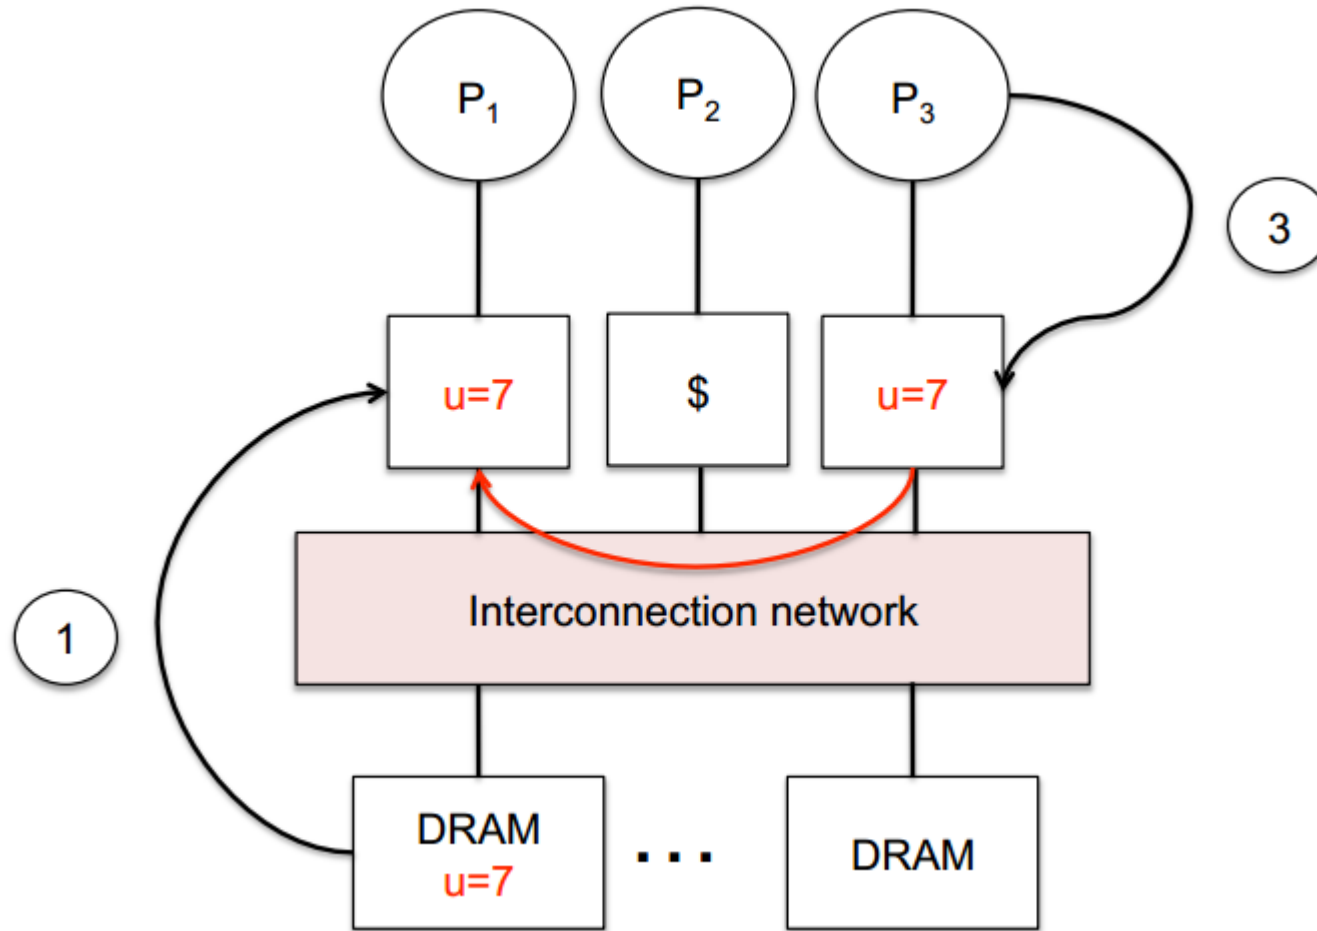 P1
P2
P3
3
u=7
$
u=7
Interconnection network
1
DRAM
u=7
...
DRAM